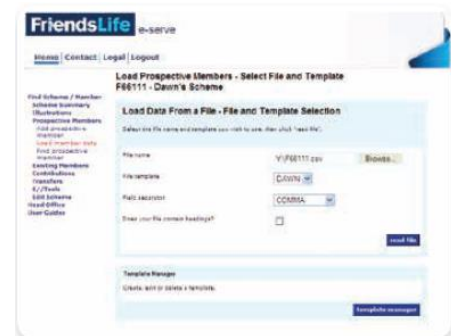 FriendsLife e-serve
Home | Contact | Legal | Logout
Load Prospective Members - Select File and Template
F66111 - Dawn's Scheme
Find Scheme / Member
Scheme Summary
Illustrations
Prospective Members
Add prospective
Member
Load member data
Find prospective
Member
Existing Members
Contributions
Transfers
E//Tools
Edit Scheme
Head Office
User Guides
Load Data From a File - File and Template Selection
Select the file name and template you wish to use, then click "read file".
File name
Y:\F66111.csv
Browse...
File template
DAWN
Field separator
COMMA
Does your file contain headings?
read file
Template Manager
Create, edit or delete a template.
template manager